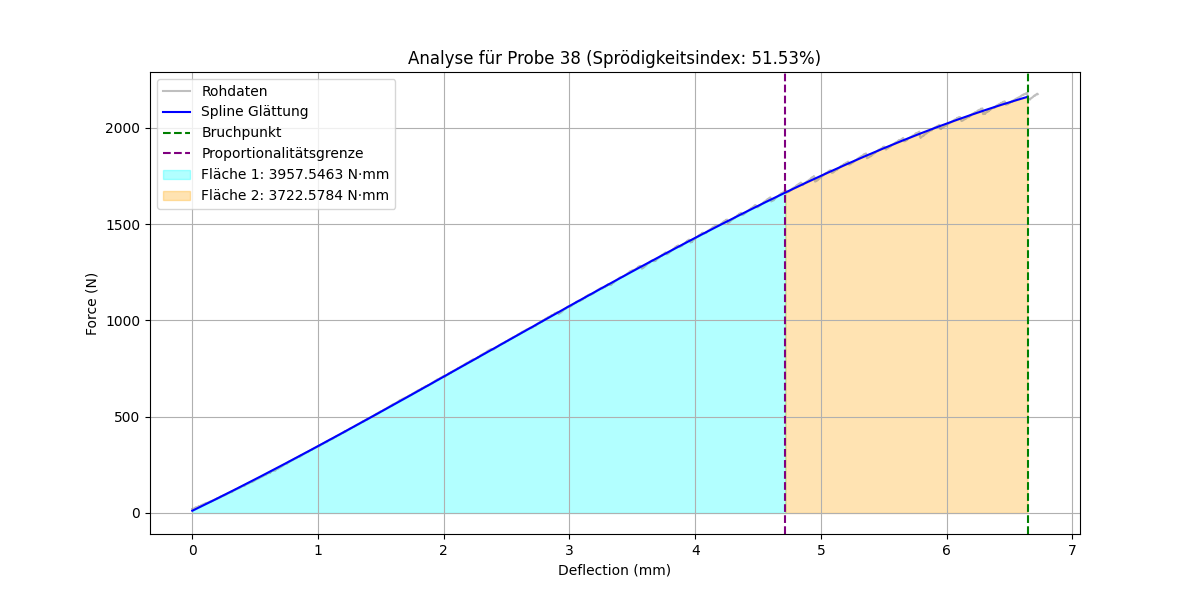 Analyse für Probe 38 (Sprödigkeitsindex: 51.53%)
Rohdaten
Spline Glättung
Bruchpunkt
Proportionalitätsgrenze
Fläche 1: 3957.5463 N·mm
Fläche 2: 3722.5784 N·mm
Force (N)
2000
1500
1000
500
0
0 1 2 3 4 5 6 7
Deflection (mm)